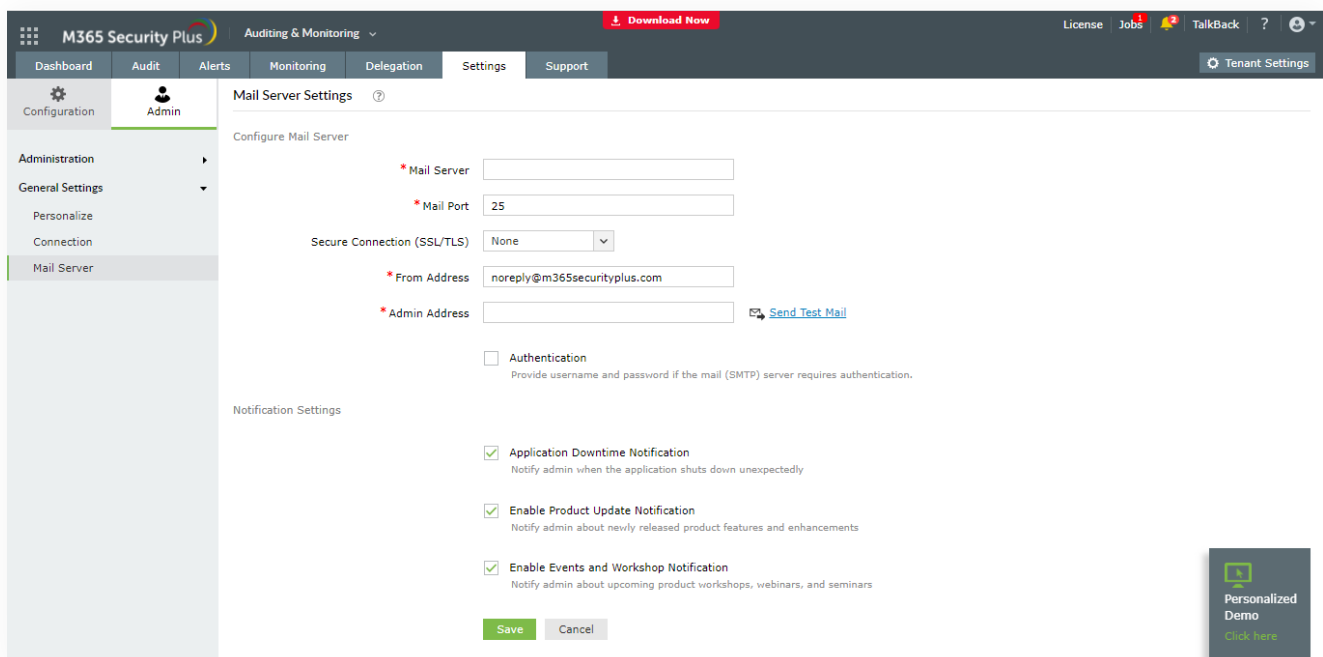 Download Now
M365 Security Plus
Auditing & Monitoring
License Jobs 1 2 TalkBack ?
Dashboard Audit Alerts Monitoring Delegation Settings Support
Tenant Settings
Configuration
Admin
Mail Server Settings ?
Configure Mail Server
Administration
General Settings
Personalize
Connection
Mail Server
* Mail Server
* Mail Port 25
Secure Connection (SSL/TLS) None
* From Address noreply@m365securityplus.com
* Admin Address Send Test Mail
Authentication
Provide username and password if the mail (SMTP) server requires authentication.
Notification Settings
Application Downtime Notification
Notify admin when the application shuts down unexpectedly
Enable Product Update Notification
Notify admin about newly released product features and enhancements
Enable Events and Workshop Notification
Notify admin about upcoming product workshops, webinars, and seminars
Save Cancel
Personalized
Demo
Click here